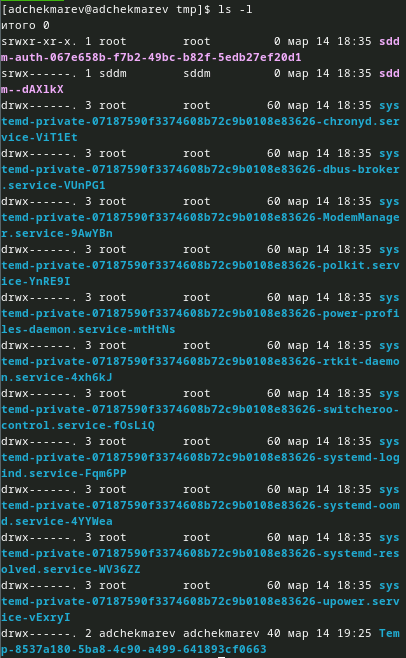 [adchekmarev@adchekmarev tmp]$ ls -l
итого 0
srwxr-xr-x. 1 root     root         0 мар 14 18:35 sdd
m-auth-067e658b-f7b2-49bc-b82f-5edb27ef20d1
srwx------. 1 sddm     sddm         0 мар 14 18:35 sdd
m--dAXlkX
drwx------. 3 root     root        60 мар 14 18:35 sys
temd-private-07187590f3374608b72c9b0108e83626-chronyd.ser
vice-ViT1Et
drwx------. 3 root     root        60 мар 14 18:35 sys
temd-private-07187590f3374608b72c9b0108e83626-dbus-broker
.service-VUnPG1
drwx------. 3 root     root        60 мар 14 18:35 sys
temd-private-07187590f3374608b72c9b0108e83626-ModemManage
r.service-9AwYBn
drwx------. 3 root     root        60 мар 14 18:35 sys
temd-private-07187590f3374608b72c9b0108e83626-polkit.serv
ice-YnRE9I
drwx------. 3 root     root        60 мар 14 18:35 sys
temd-private-07187590f3374608b72c9b0108e83626-power-profi
les-daemon.service-mtHtNs
drwx------. 3 root     root        60 мар 14 18:35 sys
temd-private-07187590f3374608b72c9b0108e83626-rtkit-daemo
n.service-4xh6kJ
drwx------. 3 root     root        60 мар 14 18:35 sys
temd-private-07187590f3374608b72c9b0108e83626-switcheroo-
control.service-fOsLiQ
drwx------. 3 root     root        60 мар 14 18:35 sys
temd-private-07187590f3374608b72c9b0108e83626-systemd-log
ind.service-Fqm6PP
drwx------. 3 root     root        60 мар 14 18:35 sys
temd-private-07187590f3374608b72c9b0108e83626-systemd-oom
d.service-4YYWea
drwx------. 3 root     root        60 мар 14 18:35 sys
temd-private-07187590f3374608b72c9b0108e83626-systemd-res
olved.service-WV36ZZ
drwx------. 3 root     root        60 мар 14 18:35 sys
temd-private-07187590f3374608b72c9b0108e83626-upower.serv
ice-vExryI
drwx------. 2 adchekmarev adchekmarev 40 мар 14 19:25 Tem
p-8537a180-5ba8-4c90-a499-641893cf0663